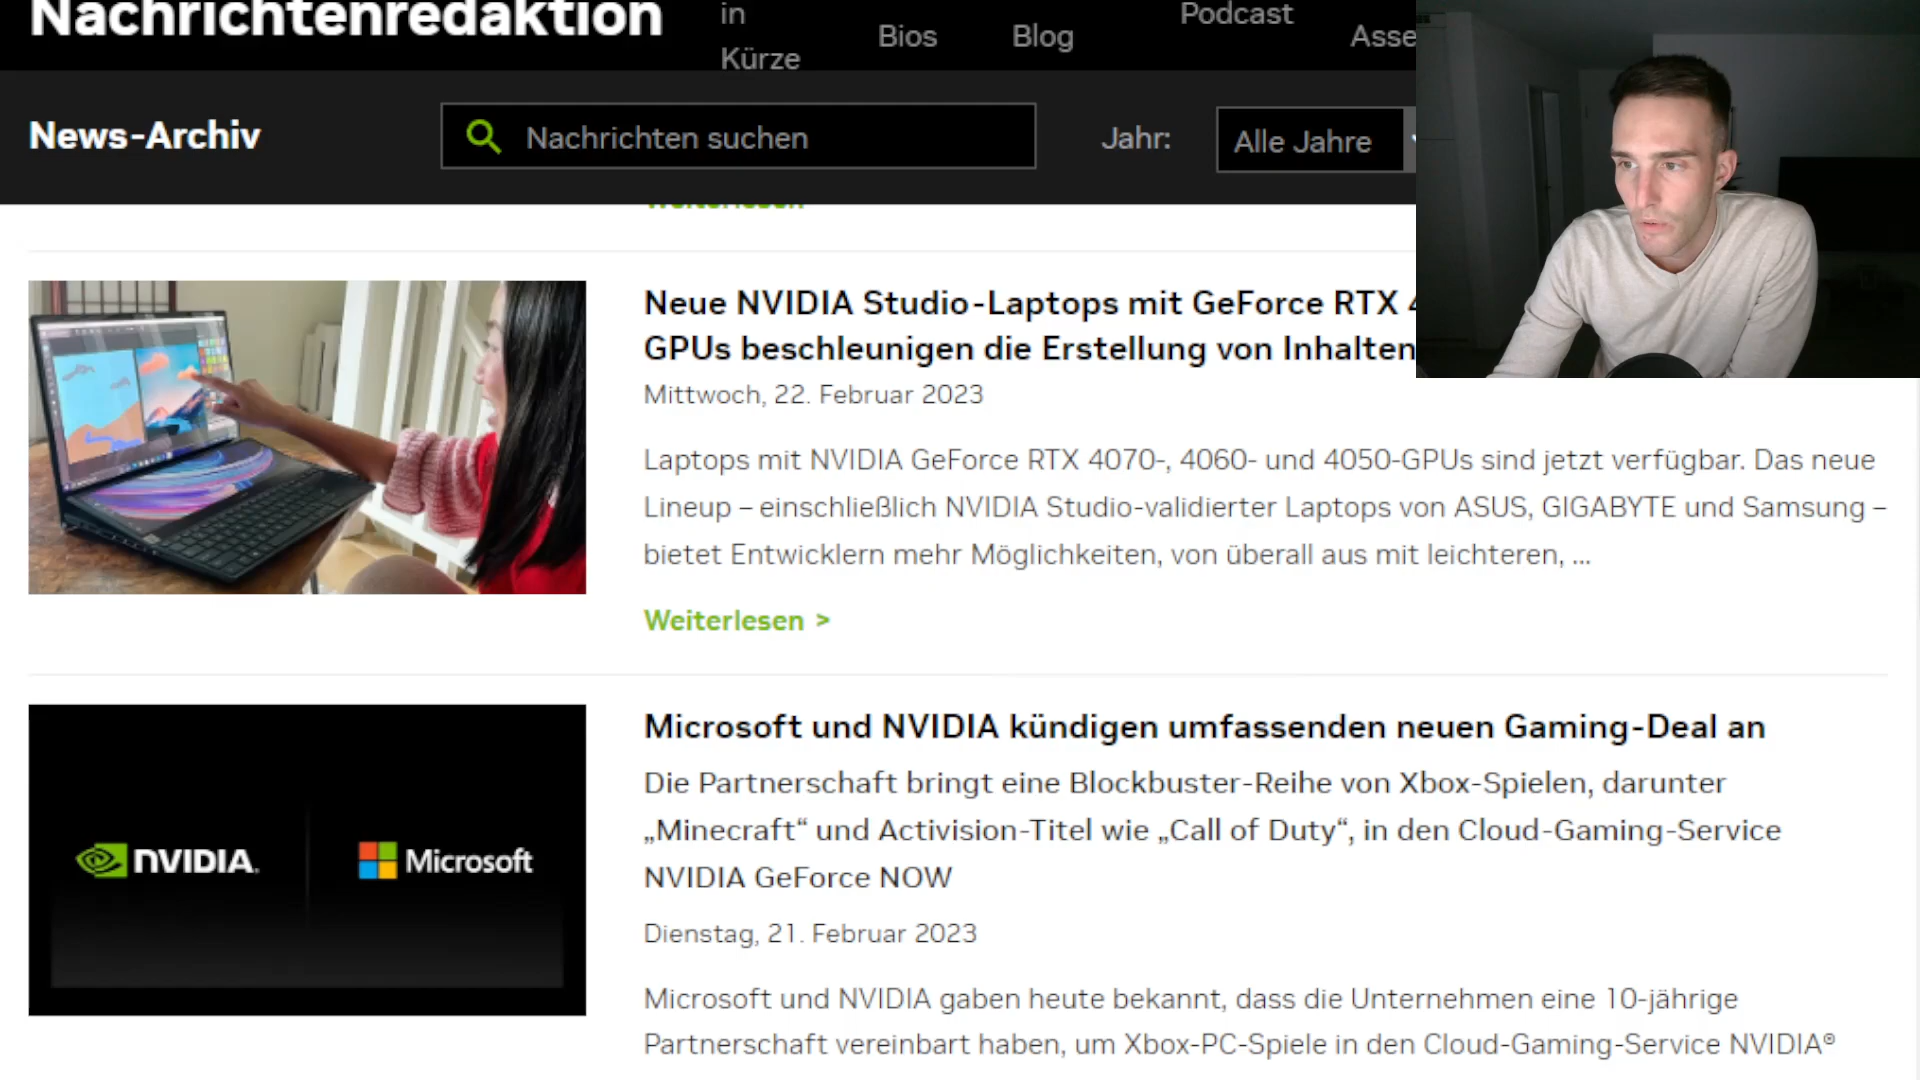 Nachrichtenredaktion
in
Kürze
Bios
Blog
Podcast
Asse
News-Archiv
Nachrichten suchen
Jahr:
Alle Jahre
Weiterlesen
Neue NVIDIA Studio-Laptops mit GeForce RTX
GPUs beschleunigen die Erstellung von Inhalten
Mittwoch, 22. Februar 2023
Laptops mit NVIDIA GeForce RTX 4070-, 4060- und 4050-GPUs sind jetzt verfügbar. Das neue
Lineup – einschließlich NVIDIA Studio-validierter Laptops von ASUS, GIGABYTE und Samsung –
bietet Entwicklern mehr Möglichkeiten, von überall aus mit leichteren, ...
Weiterlesen >
NVIDIA.
Microsoft
Microsoft und NVIDIA kündigen umfassenden neuen Gaming-Deal an
Die Partnerschaft bringt eine Blockbuster-Reihe von Xbox-Spielen, darunter
„Minecraft“ und Activision-Titel wie „Call of Duty“, in den Cloud-Gaming-Service
NVIDIA GeForce NOW
Dienstag, 21. Februar 2023
Microsoft und NVIDIA gaben heute bekannt, dass die Unternehmen eine 10-jährige
Partnerschaft vereinbart haben, um Xbox-PC-Spiele in den Cloud-Gaming-Service NVIDIA®